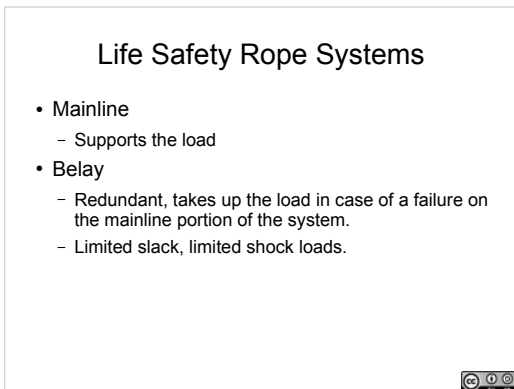 Life Safety Rope Systems
• Mainline
– Supports the load
• Belay
– Redundant, takes up the load in case of a failure on
the mainline portion of the system.
– Limited slack, limited shock loads.
cc